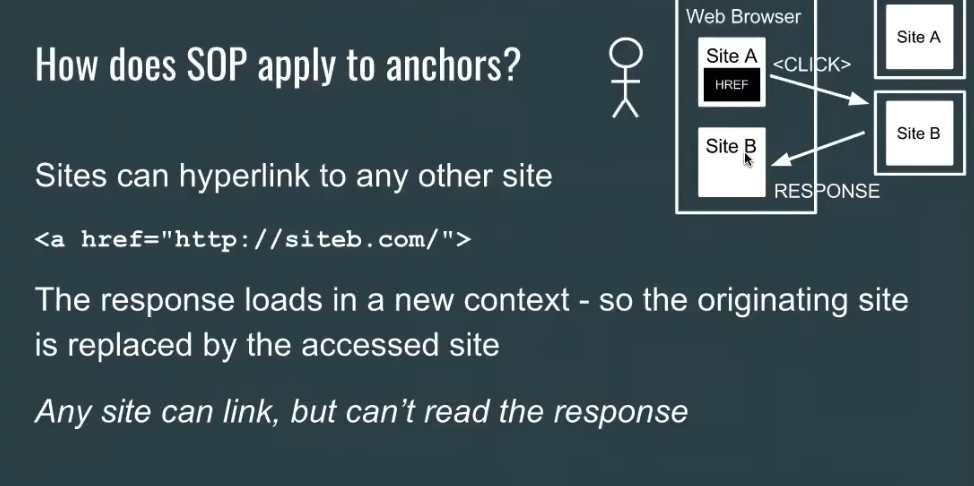 How does SOP apply to anchors?
Sites can hyperlink to any other site
<a href="http://siteb.com/">
The response loads in a new context - so the originating site
is replaced by the accessed site
Any site can link, but can't read the response
Web Browser
Site A
HREF
<CLICK>
Site A
Site B
Site B
RESPONSE